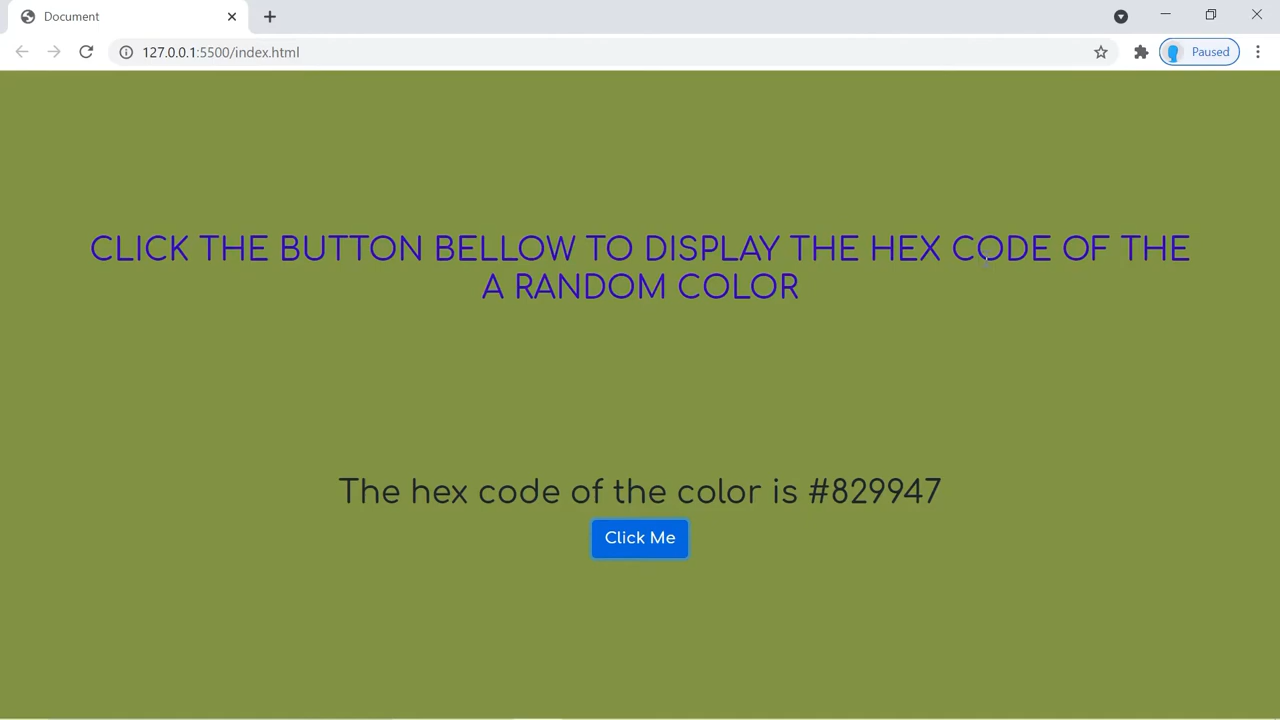 Document
127.0.0.1:5500/index.html
Paused
CLICK THE BUTTON BELLOW TO DISPLAY THE HEX CODE OF THE
A RANDOM COLOR
The hex code of the color is #829947
Click Me